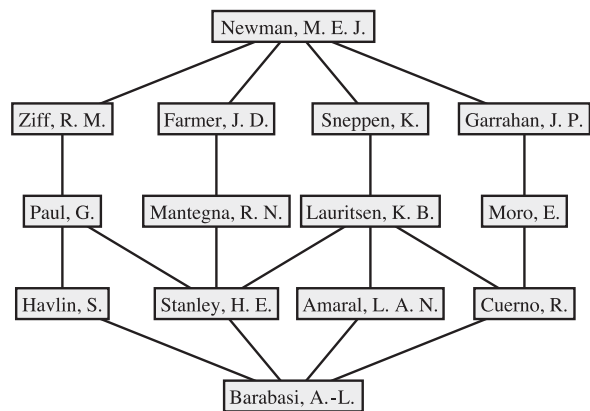 Newman, M. E. J.
Ziff, R. M.
Farmer, J. D.
Sneppen, K.
Garrahan, J. P.
Paul, G.
Mantegna, R. N.
Lauritsen, K. B.
Moro, E.
Havlin, S.
Stanley, H. E.
Amaral, L. A. N.
Cuerno, R.
Barabasi, A.-L.